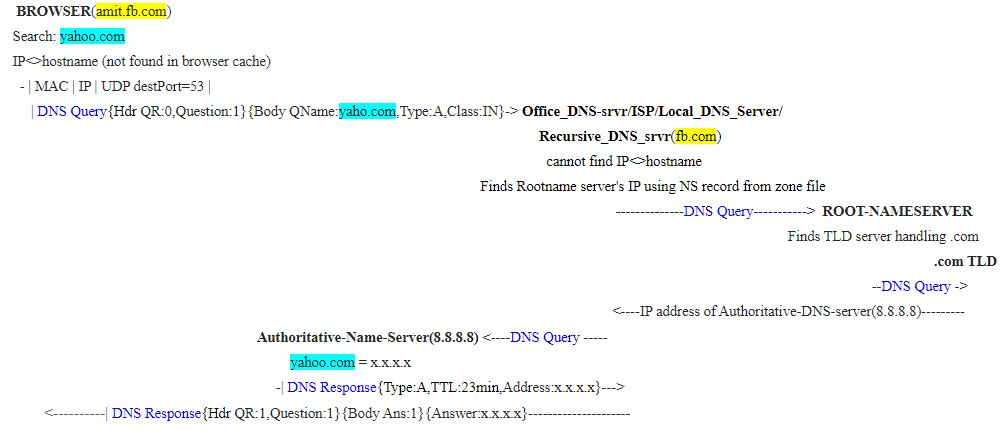 BROWSER(amit.fb.com)
Search: yahoo.com
IP<>hostname (not found in browser cache)
- | MAC | IP | UDP destPort=53 |
| DNS Query{Hdr QR:0,Question:1}{Body QName:yaho.com,Type:A,Class:IN}-> Office_DNS-srvr/ISP/Local_DNS_Server/
Recursive_DNS_srvr(fb.com)
cannot find IP<>hostname
Finds Rootname server's IP using NS record from zone file
--------------DNS Query-----------> ROOT-NAMESERVER
Finds TLD server handling .com
.com TLD
--DNS Query ->
<----IP address of Authoritative-DNS-server(8.8.8.8)---------
Authoritative-Name-Server(8.8.8.8) <----DNS Query -----
yahoo.com = x.x.x.x
-| DNS Response{Type:A,TTL:23min,Address:x.x.x.x}--->
<----------| DNS Response{Hdr QR:1,Question:1}{Body Ans:1}{Answer:x.x.x.x}---------------------